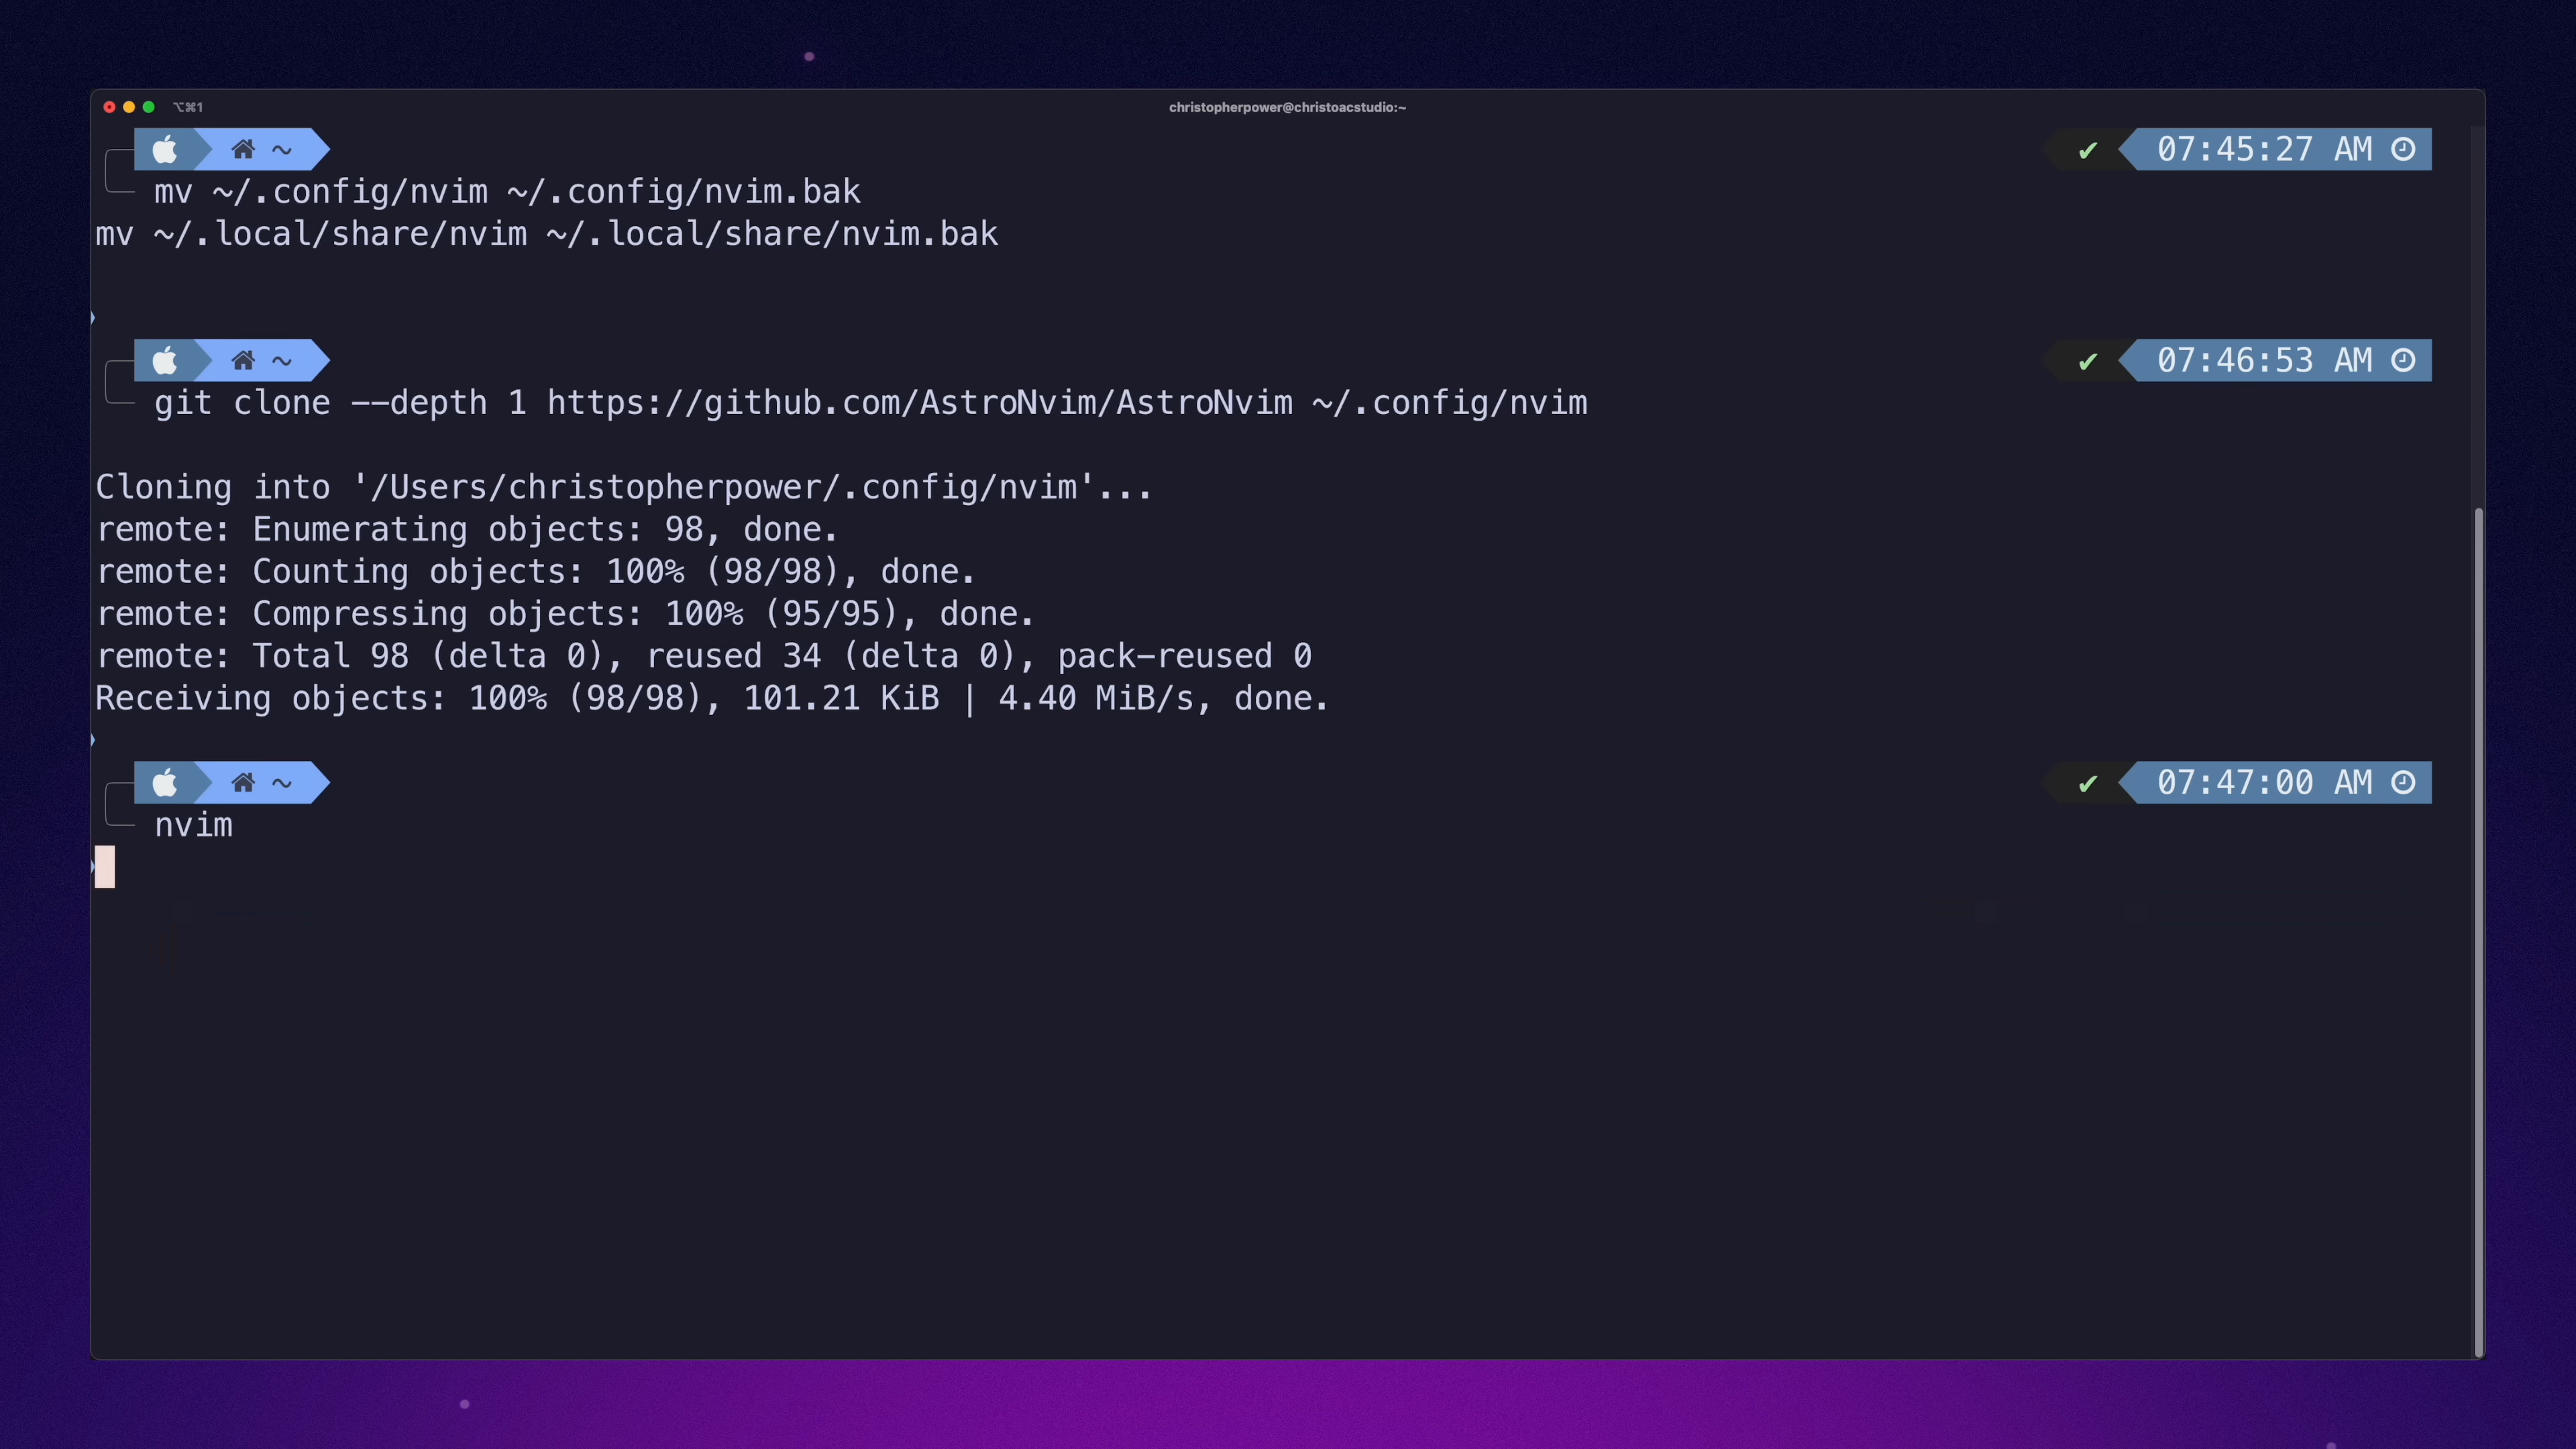 ⌥⌘1
christopherpower@christoacstudio:~
~ ✔ 07:45:27 AM
mv ~/.config/nvim ~/.config/nvim.bak
mv ~/.local/share/nvim ~/.local/share/nvim.bak
~ ✔ 07:46:53 AM
git clone --depth 1 https://github.com/AstroNvim/AstroNvim ~/.config/nvim
Cloning into '/Users/christopherpower/.config/nvim'...
remote: Enumerating objects: 98, done.
remote: Counting objects: 100% (98/98), done.
remote: Compressing objects: 100% (95/95), done.
remote: Total 98 (delta 0), reused 34 (delta 0), pack-reused 0
Receiving objects: 100% (98/98), 101.21 KiB | 4.40 MiB/s, done.
~ ✔ 07:47:00 AM
nvim